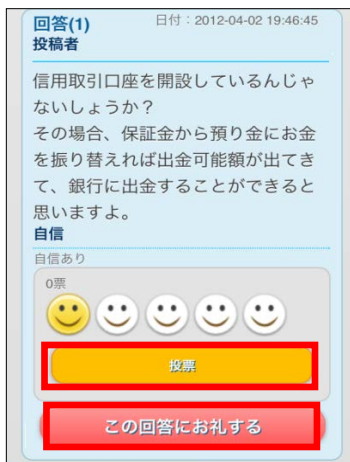 回答(1)
日付：2012-04-02 19:46:45
投稿者
信用取引口座を開設しているんじゃ
ないしょうか？
その場合、保証金から預り金にお金
を振り替えれば出金可能額が出てき
て、銀行に出金することができると
思いますよ。
自信
自信あり
0票
投票
この回答にお礼する